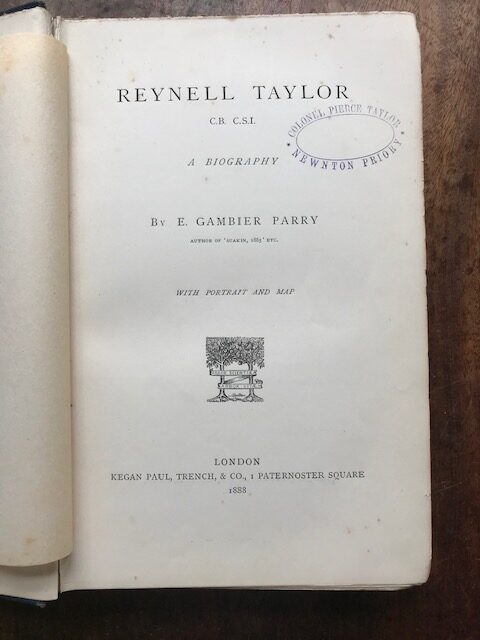 REYNELL TAYLOR
C.B. C.S.I.
A BIOGRAPHY
BY E. GAMBIER PARRY
AUTHOR OF 'SUAKIN, 1885' ETC.
WITH PORTRAIT AND MAP
LONDON
KEGAN PAUL, TRENCH, & CO., 1 PATERNOSTER SQUARE
1888
COLONEL PIERCE TAYLOR
* NEWNTON PRIORY *